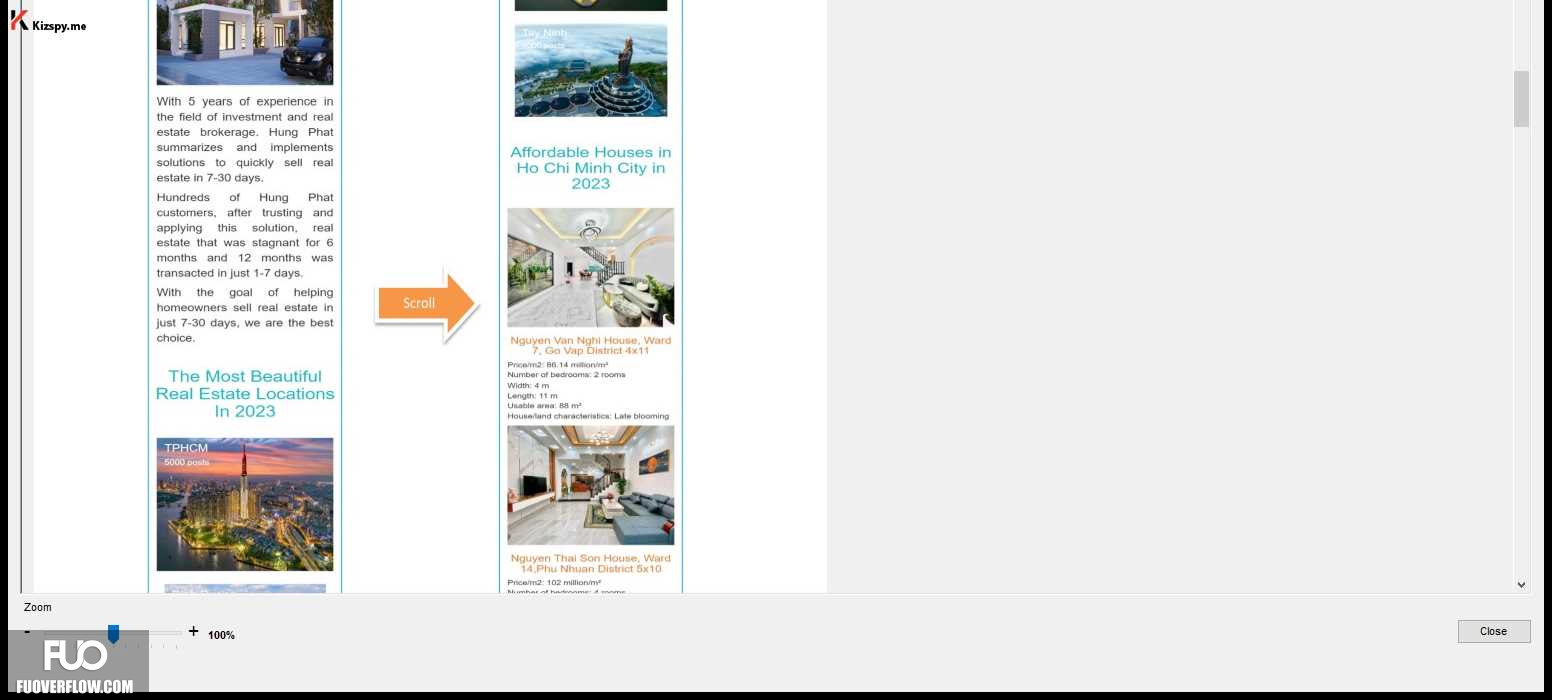 Kizspy.me
With 5 years of experience in
the field of investment and real
estate brokerage. Hung Phat
summarizes and implements
solutions to quickly sell real
estate in 7-30 days.
Hundreds of Hung Phat
customers, after trusting and
applying this solution, real
estate that was stagnant for 6
months and 12 months was
transacted in just 1-7 days.
With the goal of helping
homeowners sell real estate in
just 7-30 days, we are the best
choice.
The Most Beautiful
Real Estate Locations
In 2023
TPHCM
5000 posts
Scroll
Tay Ninh
5000 posts
Affordable Houses in
Ho Chi Minh City in
2023
Nguyen Van Nghi House, Ward
7, Go Vap District 4x11
Price/m2: 86.14 million/m²
Number of bedrooms: 2 rooms
Width: 4 m
Length: 11 m
Usable area: 88 m²
House/land characteristics: Late blooming
Nguyen Thai Son House, Ward
14,Phu Nhuan District 5x10
Price/m2: 102 million/m²
Number of bedrooms: 4 rooms
Zoom
- + 100%
Close
FUO
FUOVERFLOW.COM